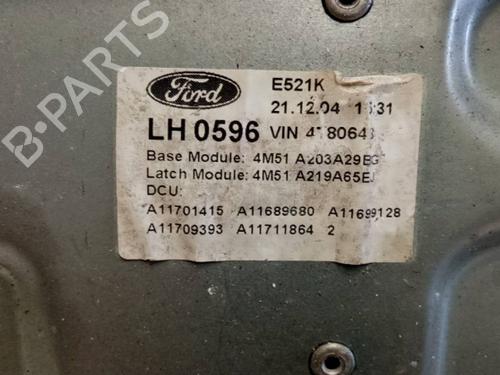 Ford
E521K
21.12.04
LH 0596 VIN
Base Module: 4M51
Latch Module: 4M51 A219A65EJ
DCU:
A11701415 A11689680 A11699128
A11709393 A11711864 2
B-PARTS